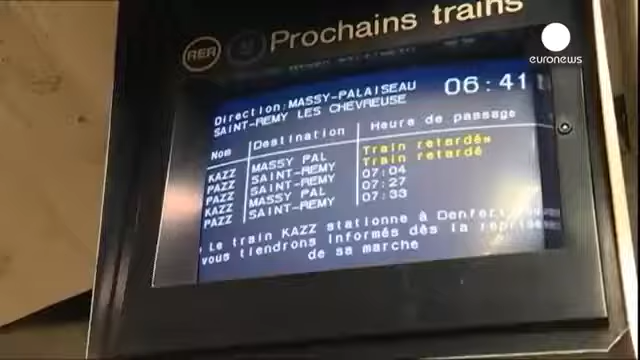 euronews
RER Prochains trains
Direction:MASSY-PALAISEAU 06:41
SAINT-REMY LES CHEVREUSE
Nom Destination Heure de passage
KAZZ MASSY PAL Train retardé
PAZZ SAINT-REMY Train retardé
PAZZ SAINT-REMY 07:04
KAZZ MASSY PAL 07:27
PAZZ SAINT-REMY 07:33
Le train KAZZ stationne à Denfert
vous tiendrons informés dès la reprise
de sa marche